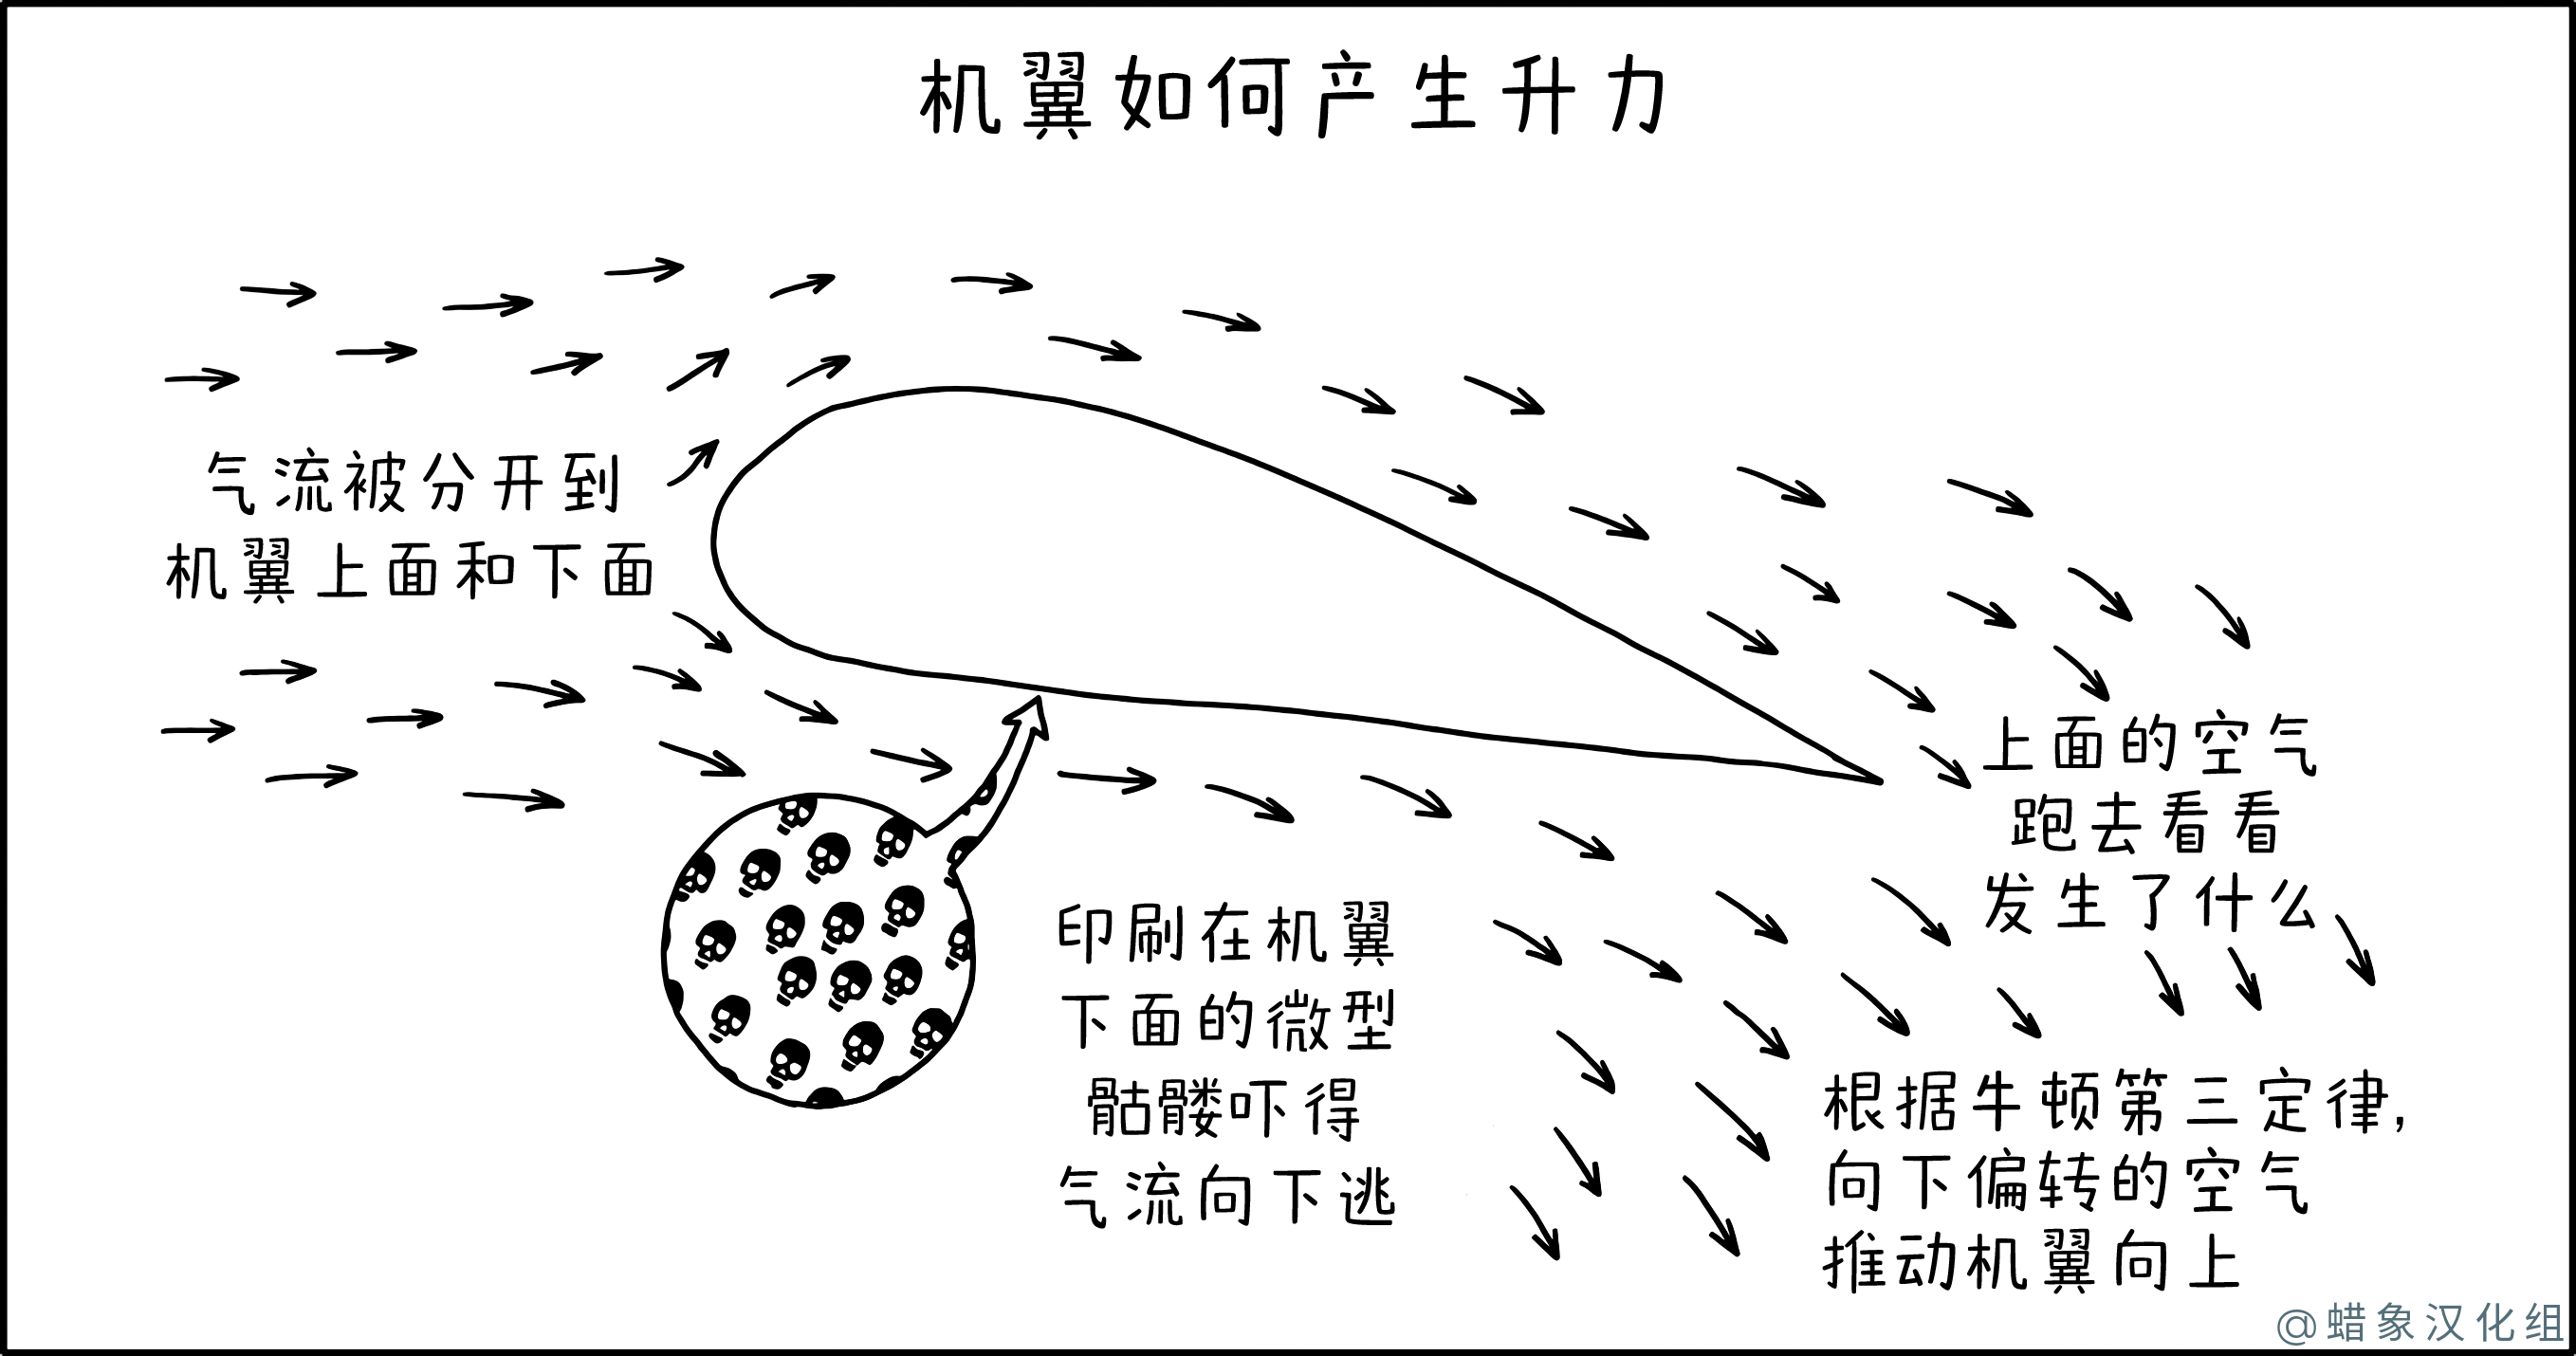 机翼如何产生升力
气流被分开到
机翼上面和下面
印刷在机翼
下面的微型
骷髅吓得
气流向下逃
上面的空气
跑去看看
发生了什么
根据牛顿第三定律，
向下偏转的空气
推动机翼向上
@蜡象汉化组